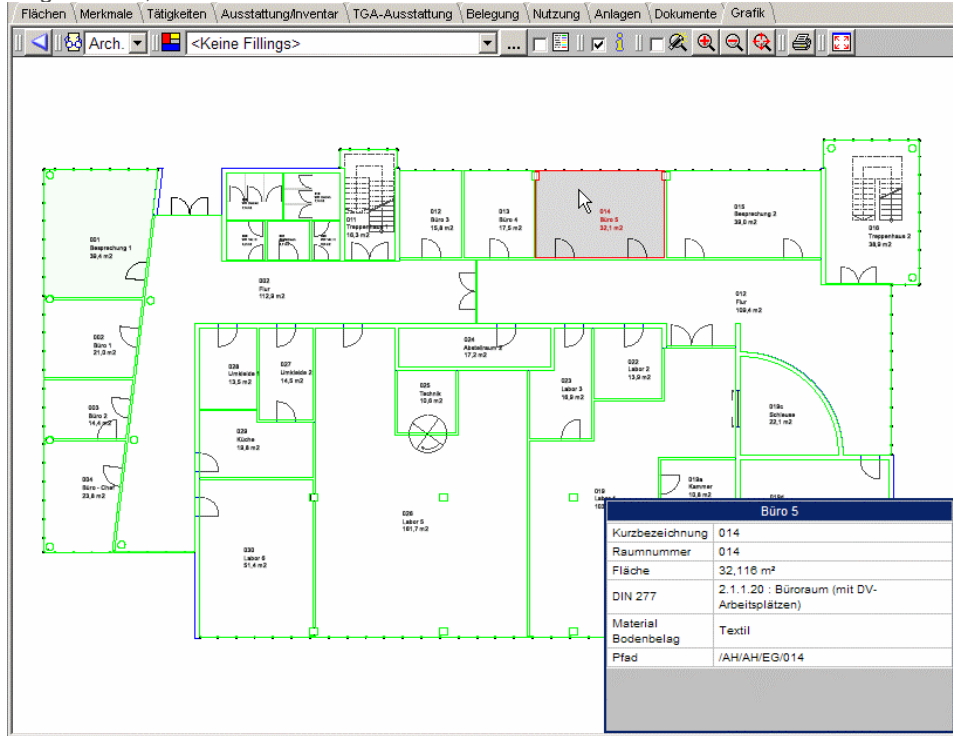 Flächen Merkmale Tätigkeiten Ausstattung/Inventar TGA-Ausstattung Belegung Nutzung Anlagen Dokumente Grafik
Arch. <Keine Fillings> ...
001
Besprechung 1
39,4 m2
011
Treppenhaus 1
16,3 m2
012
Büro 3
15,8 m2
013
Büro 4
17,5 m2
014
Büro 5
32,1 m2
015
Besprechung 2
39,0 m2
016
Treppenhaus 2
38,9 m2
002
Flur
112,9 m2
012
Flur
109,4 m2
002
Büro 1
21,0 m2
003
Büro 2
14,4 m2
004
Büro - Chef
23,8 m2
028
Umkleide 1
13,5 m2
027
Umkleide 2
14,5 m2
024
Abstellraum 2
17,2 m2
025
Technik
10,6 m2
023
Labor 3
16,9 m2
022
Labor 2
13,9 m2
019c
Schleuse
22,1 m2
029
Küche
19,8 m2
019a
Kammer
10,8 m2
019
026
Labor 5
161,7 m2
030
Labor 6
51,4 m2
Büro 5
Kurzbezeichnung 014
Raumnummer 014
Fläche 32,116 m²
DIN 277 2.1.1.20 : Büroraum (mit DV-
Arbeitsplätzen)
Material
Bodenbelag Textil
Pfad /AH/AH/EG/014